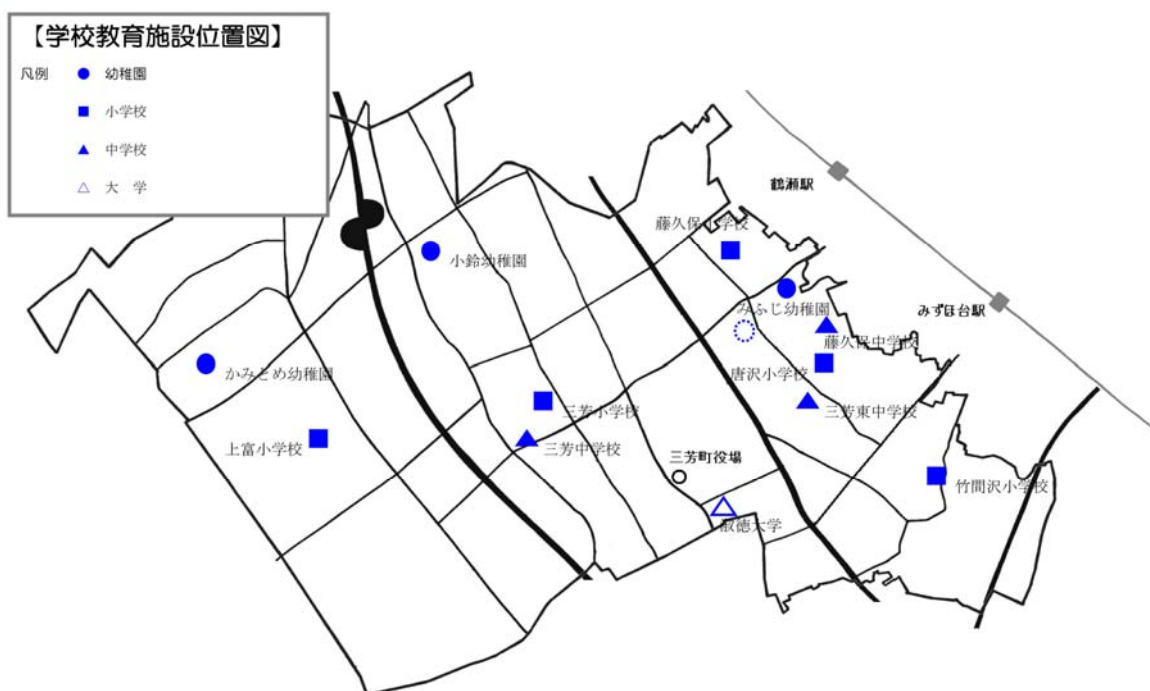 【学校教育施設位置図】
凡例 幼稚園
小学校
中学校
大 学
鶴瀬駅
藤久保小学校
小鈴幼稚園
みふじ幼稚園
みずほ台駅
藤久保中学校
唐沢小学校
かみとめ幼稚園
三芳小学校
三芳東中学校
上富小学校
三芳中学校
三芳町役場
竹間沢小学校
淑徳大学